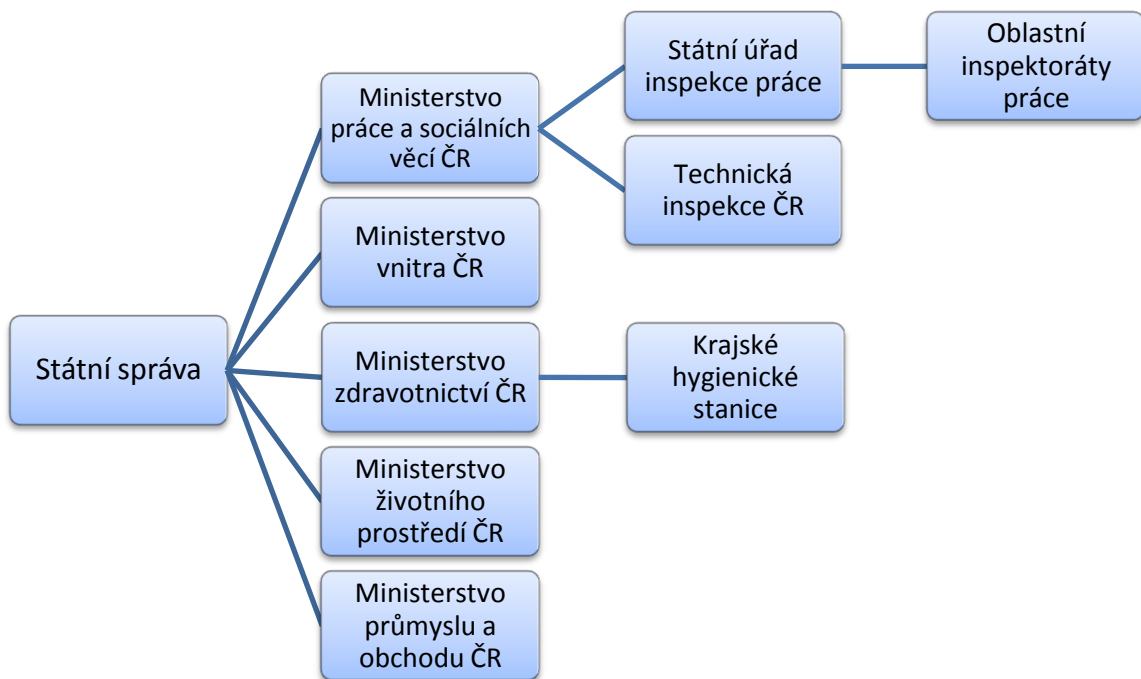 Státní správa
Ministerstvo
práce a sociálních
věcí ČR
Státní úřad
inspekce práce
Oblastní
inspektoráty
práce
Technická
inspekce ČR
Ministerstvo
vnitra ČR
Ministerstvo
zdravotnictví ČR
Krajské
hygienické
stanice
Ministerstvo
životního
prostředí ČR
Ministerstvo
průmyslu a
obchodu ČR